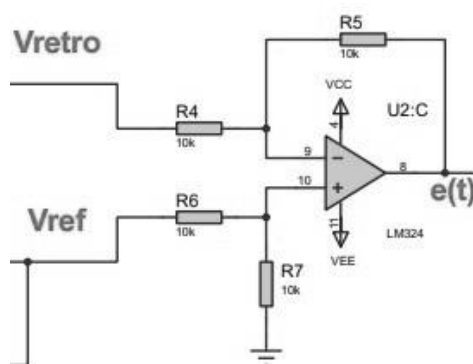 Vretro
R5
10k
VCC
U2:C
R4
10k
4
9
8
10
e(t)
R6
10k
Vref
11
LM324
R7
10k
VEE